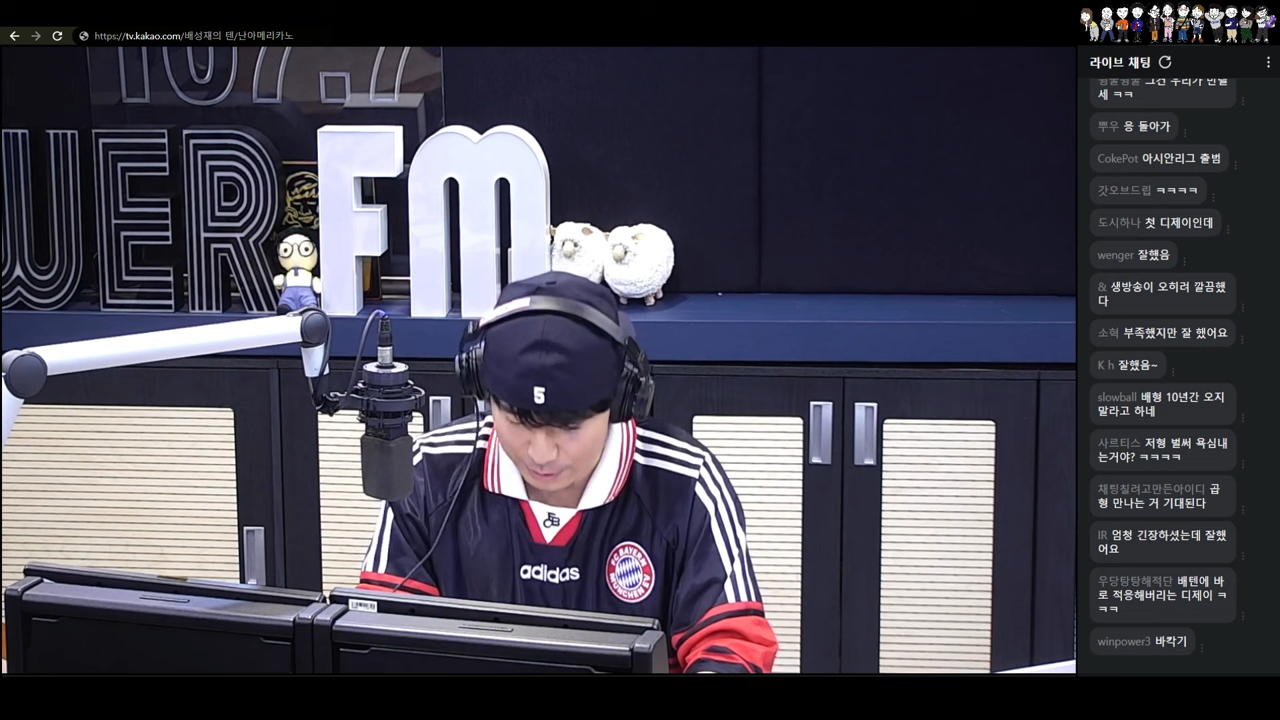 https://tv.kakao.com/배성재의 텐/난아메리카노
107.7
WER
FM
5
adidas
FC BAYERN
MÜNCHEN
라이브 채팅
세 ㅋㅋ
뿌우 응 돌아가
CokePot 아시안리그 출범
갓오브드립 ㅋㅋㅋㅋ
도시하나 첫 디제이인데
wenger 잘했음
& 생방송이 오히려 깔끔했
다
소혁 부족했지만 잘 했어요
K h 잘했음~
slowball 배형 10년간 오지
말라고 하네
사르티스 저형 벌써 욕심내
는거야? ㅋㅋㅋㅋ
채팅칠려고만든아이디 곱
형 만나는 거 기대된다
IR 엄청 긴장하셨는데 잘했
어요
우당탕탕해적단 배텐에 바
로 적응해버리는 디제이 ㅋ
ㅋㅋ
winpower3 바칵기